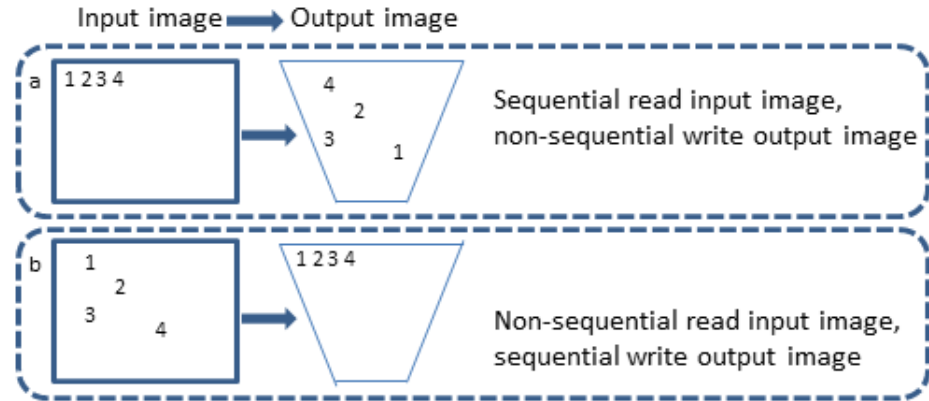 Input image Output image
a
1 2 3 4
4
2
3
1
Sequential read input image,
non-sequential write output image
b
1
2
3
4
1 2 3 4
Non-sequential read input image,
sequential write output image